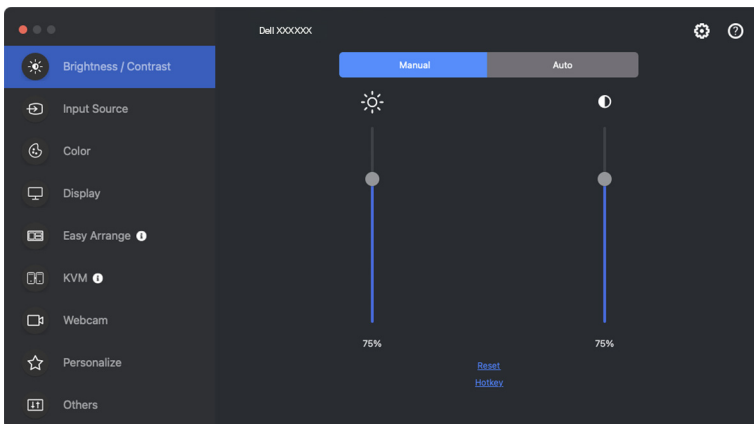 Dell XXXXXX
Brightness / Contrast
Input Source
Color
Display
Easy Arrange
KVM
Webcam
Personalize
Others
Manual
Auto
75%
75%
Reset
Hotkey